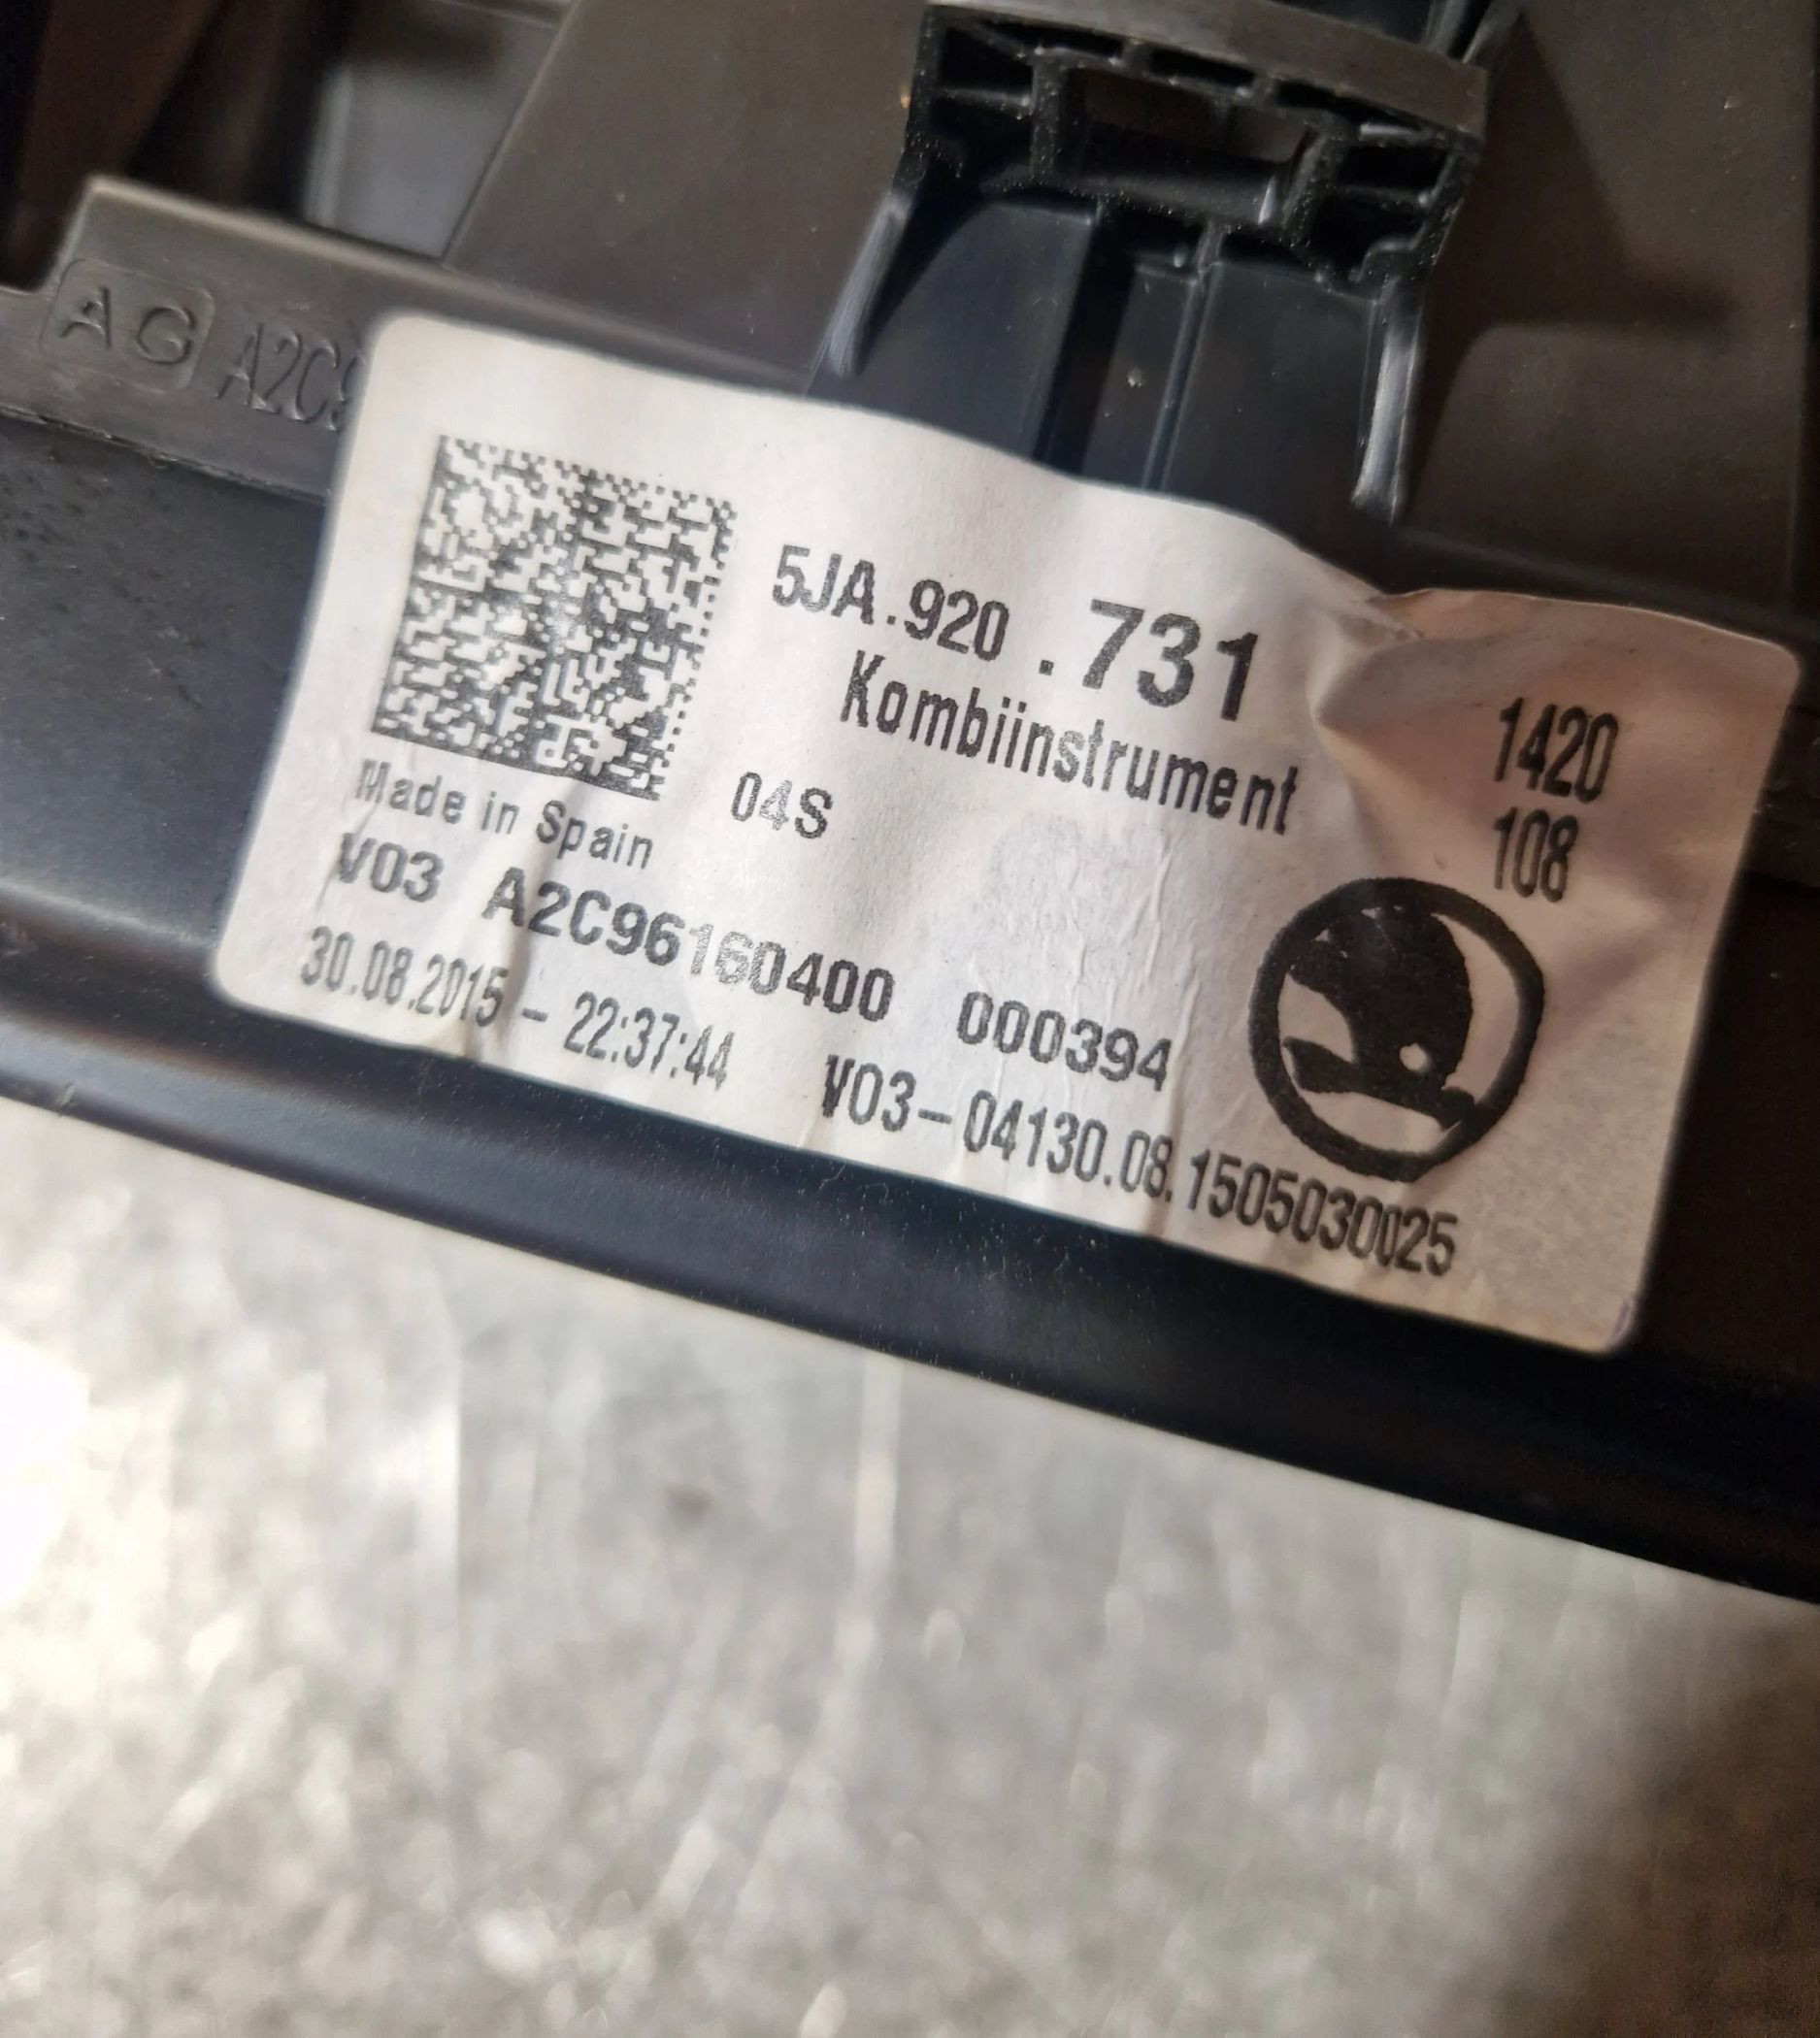 AG A2C9
5JA.920 .731
Kombiinstrument
1420
108
Made in Spain 04S
V03 A2C96160400 000394
30.08.2015 - 22:37:44 V03-04130.08.1505030025